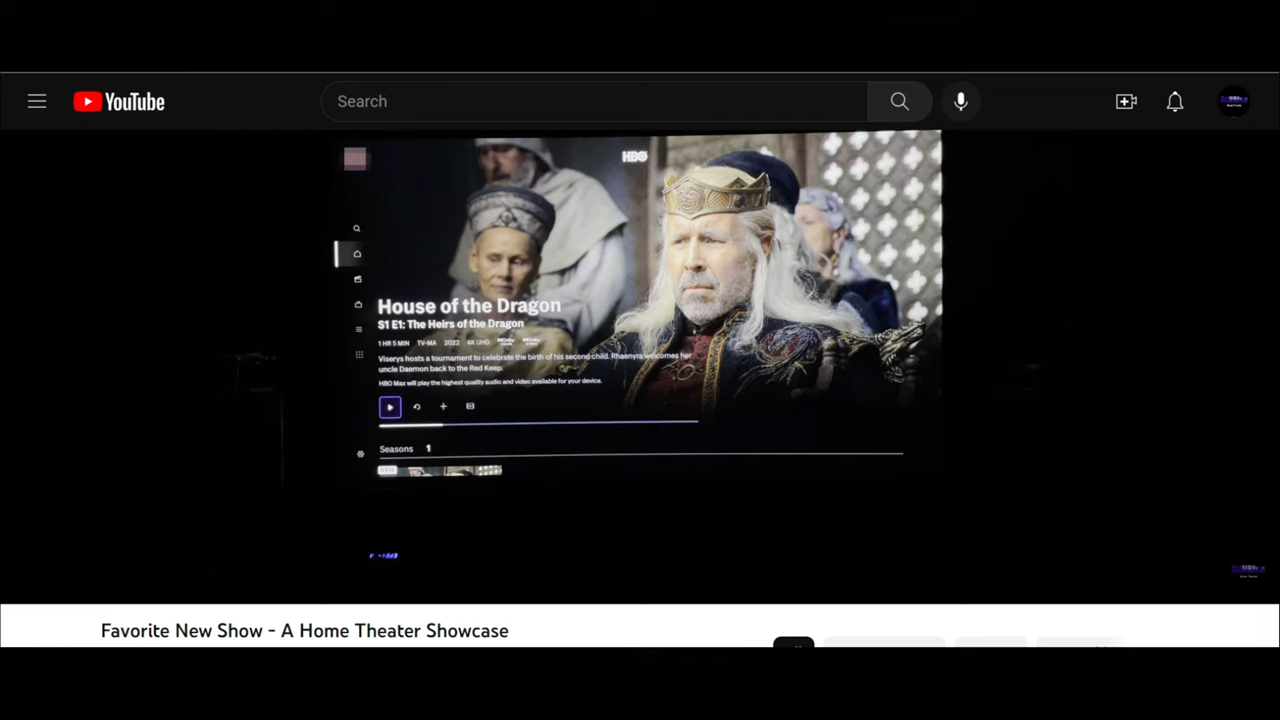 YouTube
Search
HBO
House of the Dragon
S1 E1: The Heirs of the Dragon
1 HR 5 MIN TV-MA 2022 4K UHD
Viserys hosts a tournament to celebrate the birth of his second child. Rhaenyra welcomes her
uncle Daemon back to the Red Keep.
HBO Max will play the highest quality audio and video available for your device.
Seasons 1
Favorite New Show - A Home Theater Showcase